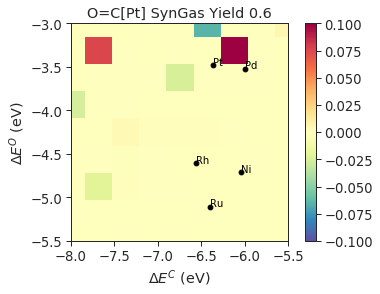 O=C[Pt] SynGas Yield 0.6
−3.0
−3.5
−4.0
−4.5
−5.0
−5.5
ΔE^O (eV)
Pt
Pd
Rh
Ni
Ru
−8.0 −7.5 −7.0 −6.5 −6.0 −5.5
ΔE^C (eV)
0.100
0.075
0.050
0.025
0.000
−0.025
−0.050
−0.075
−0.100